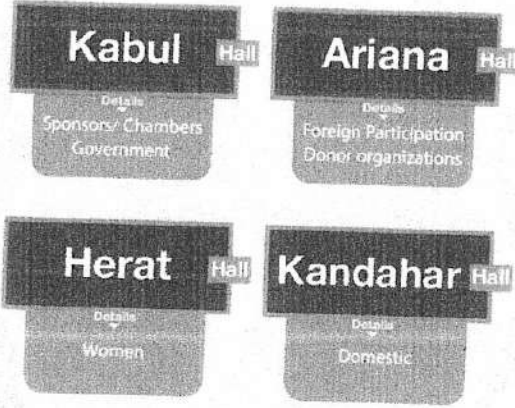 Kabul Hall
Details
Sponsors/ Chambers
Government
Ariana Hall
Details
Foreign Participation
Donor organizations
Herat Hall
Details
Women
Kandahar Hall
Details
Domestic